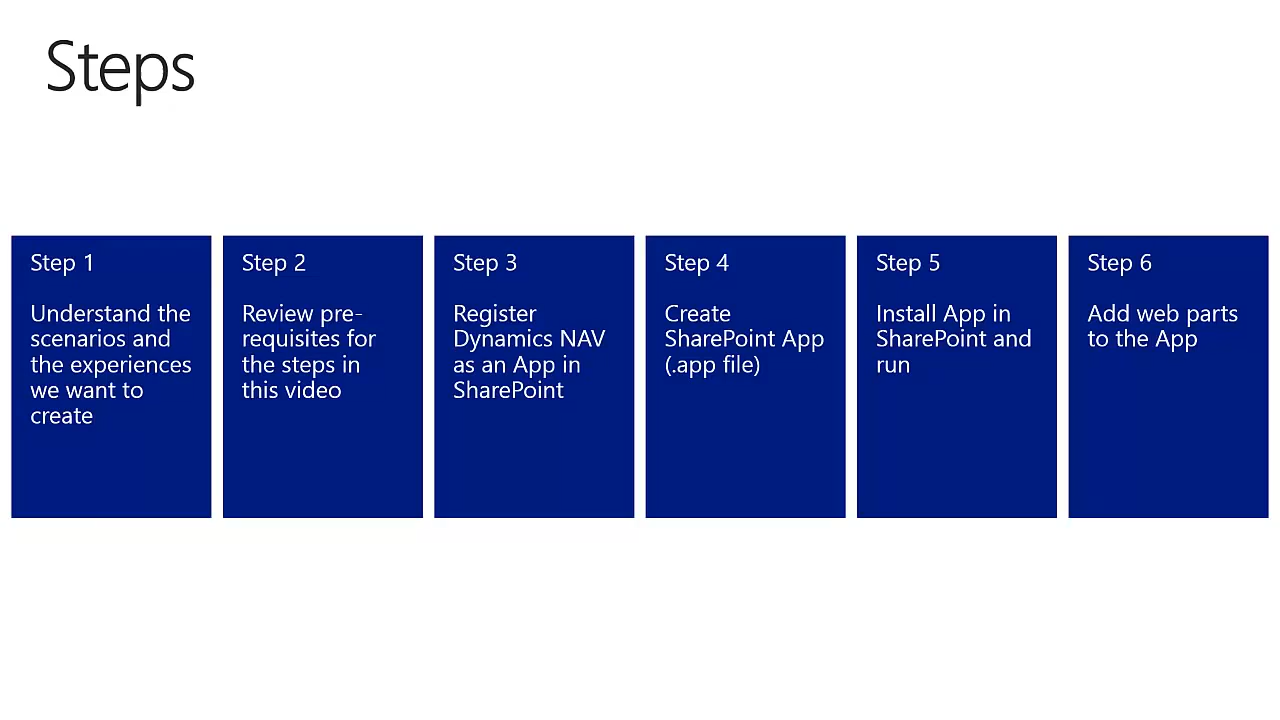 Steps
Step 1
Understand the
scenarios and
the experiences
we want to
create
Step 2
Review pre-
requisites for
the steps in
this video
Step 3
Register
Dynamics NAV
as an App in
SharePoint
Step 4
Create
SharePoint App
(.app file)
Step 5
Install App in
SharePoint and
run
Step 6
Add web parts
to the App